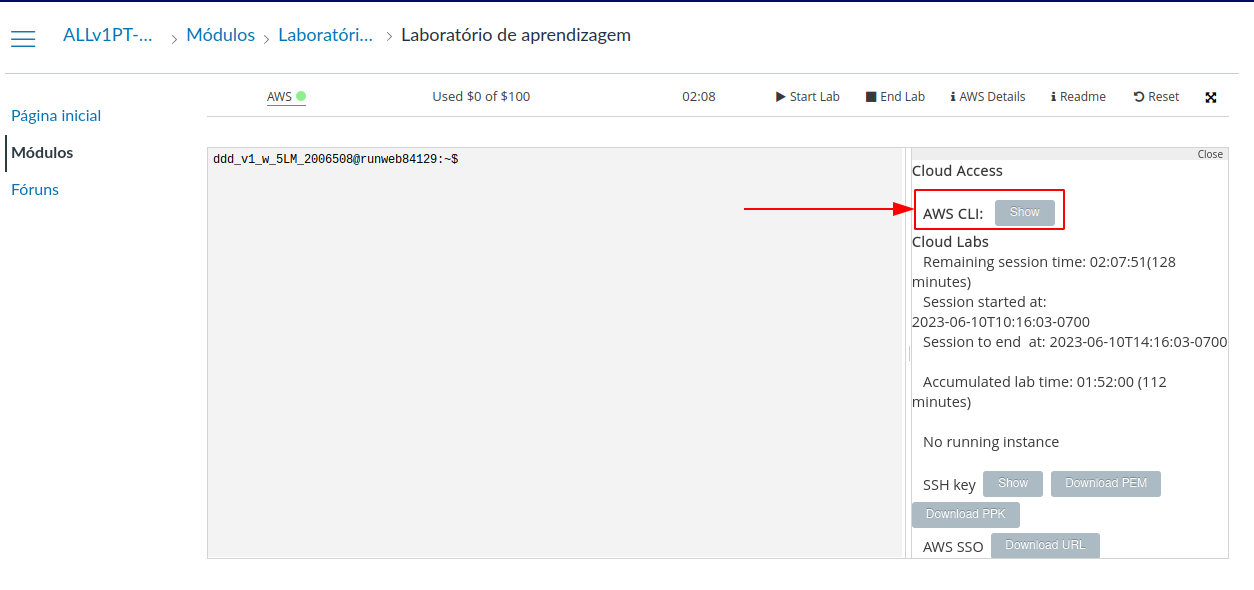 ALLv1PT-... > Módulos > Laboratóri... > Laboratório de aprendizagem
Página inicial
Módulos
Fóruns
AWS Used $0 of $100 02:08 Start Lab End Lab AWS Details Readme Reset
ddd_v1_w_5LM_2006508@runweb84129:~$
Close
Cloud Access
AWS CLI: Show
Cloud Labs
Remaining session time: 02:07:51(128
minutes)
Session started at:
2023-06-10T10:16:03-0700
Session to end at: 2023-06-10T14:16:03-0700
Accumulated lab time: 01:52:00 (112
minutes)
No running instance
SSH key Show Download PEM
Download PPK
AWS SSO Download URL